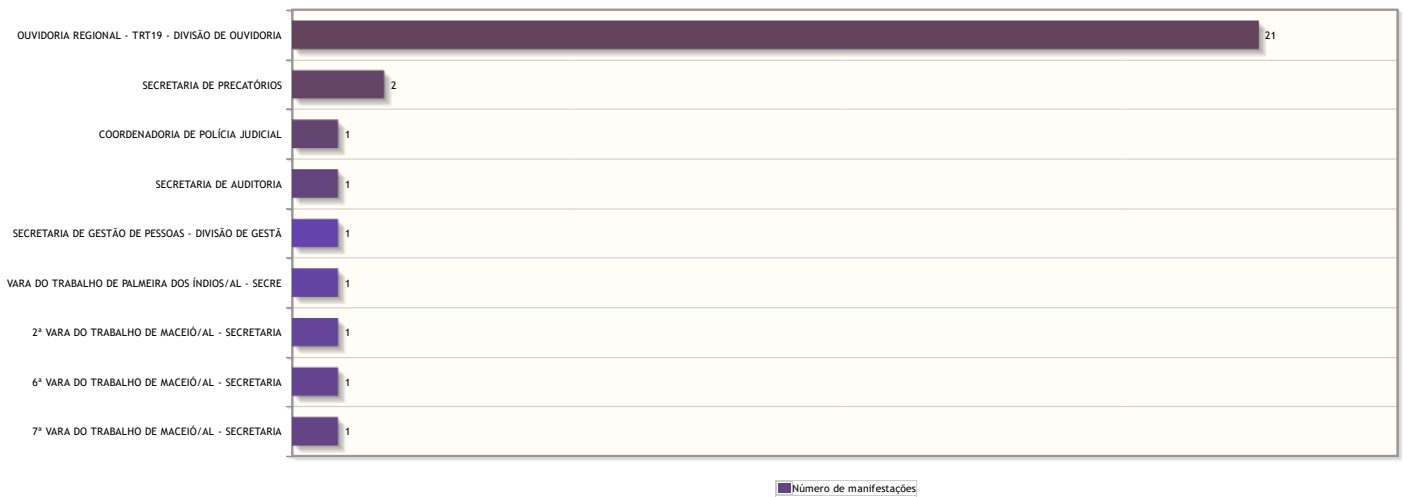 OUVIDORIA REGIONAL - TRT19 - DIVISÃO DE OUVIDORIA
21
SECRETARIA DE PRECATÓRIOS
2
COORDENADORIA DE POLÍCIA JUDICIAL
1
SECRETARIA DE AUDITORIA
1
SECRETARIA DE GESTÃO DE PESSOAS - DIVISÃO DE GESTÃ
1
VARA DO TRABALHO DE PALMEIRA DOS ÍNDIOS/AL - SECRE
1
2ª VARA DO TRABALHO DE MACEIÓ/AL - SECRETARIA
1
6ª VARA DO TRABALHO DE MACEIÓ/AL - SECRETARIA
1
7ª VARA DO TRABALHO DE MACEIÓ/AL - SECRETARIA
1
Número de manifestações